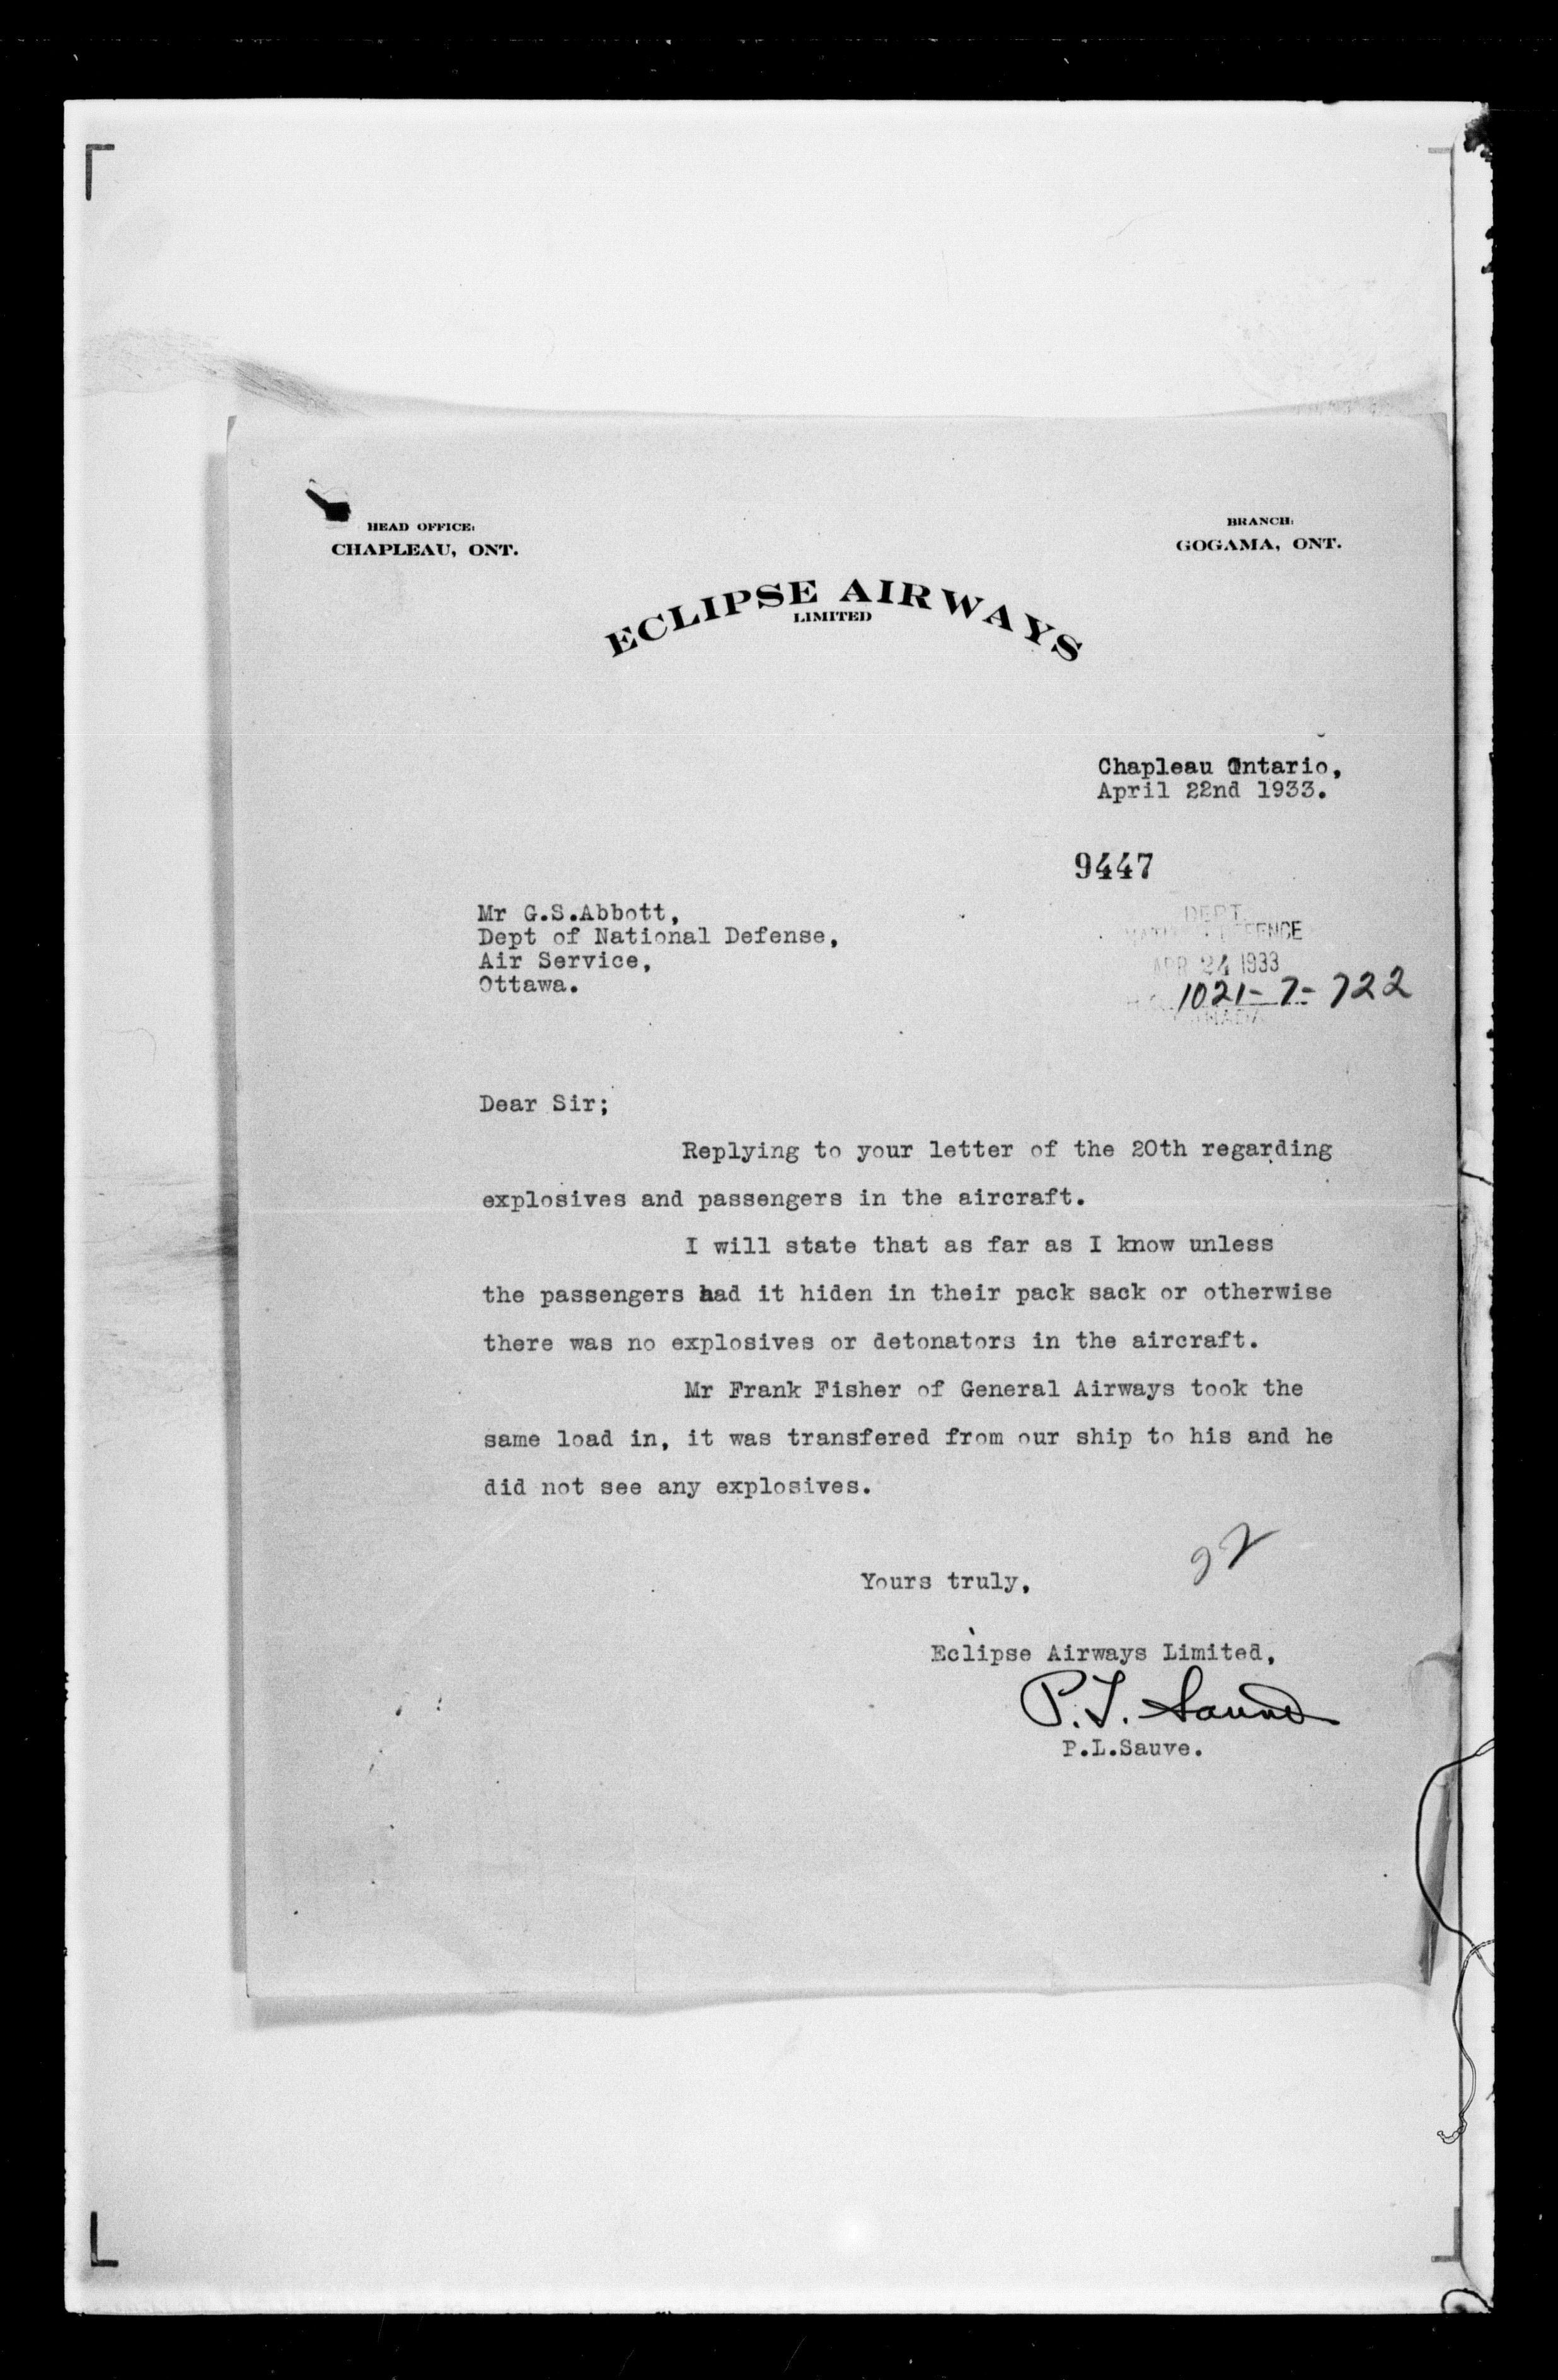 HEAD OFFICE:
CHAPLEAU, ONT.
BRANCH:
GOGAMA, ONT.
ECLIPSE AIRWAYS
LIMITED
Chapleau Ontario,
April 22nd 1933.
9447
Mr G.S.Abbott,
Dept of National Defense,
Air Service,
Ottawa.
DEPT.
DEFENCE
APR 24 1933
1021-7-722
CANADA
Dear Sir;
Replying to your letter of the 20th regarding
explosives and passengers in the aircraft.
I will state that as far as I know unless
the passengers had it hiden in their pack sack or otherwise
there was no explosives or detonators in the aircraft.
Mr Frank Fisher of General Airways took the
same load in, it was transfered from our ship to his and he
did not see any explosives.
Yours truly,
Eclipse Airways Limited,
P.L. Sauve
P.L.Sauve.